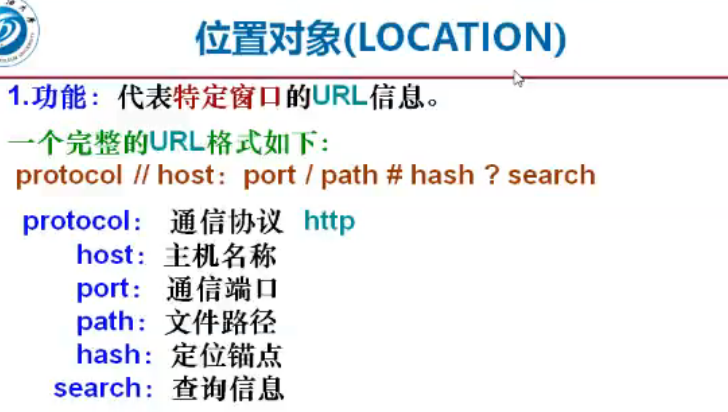 位置对象(LOCATION)
1.功能：代表特定窗口的URL信息。
一个完整的URL格式如下：
protocol // host：port / path # hash ? search
protocol：通信协议 http
host：主机名称
port：通信端口
path：文件路径
hash：定位锚点
search：查询信息